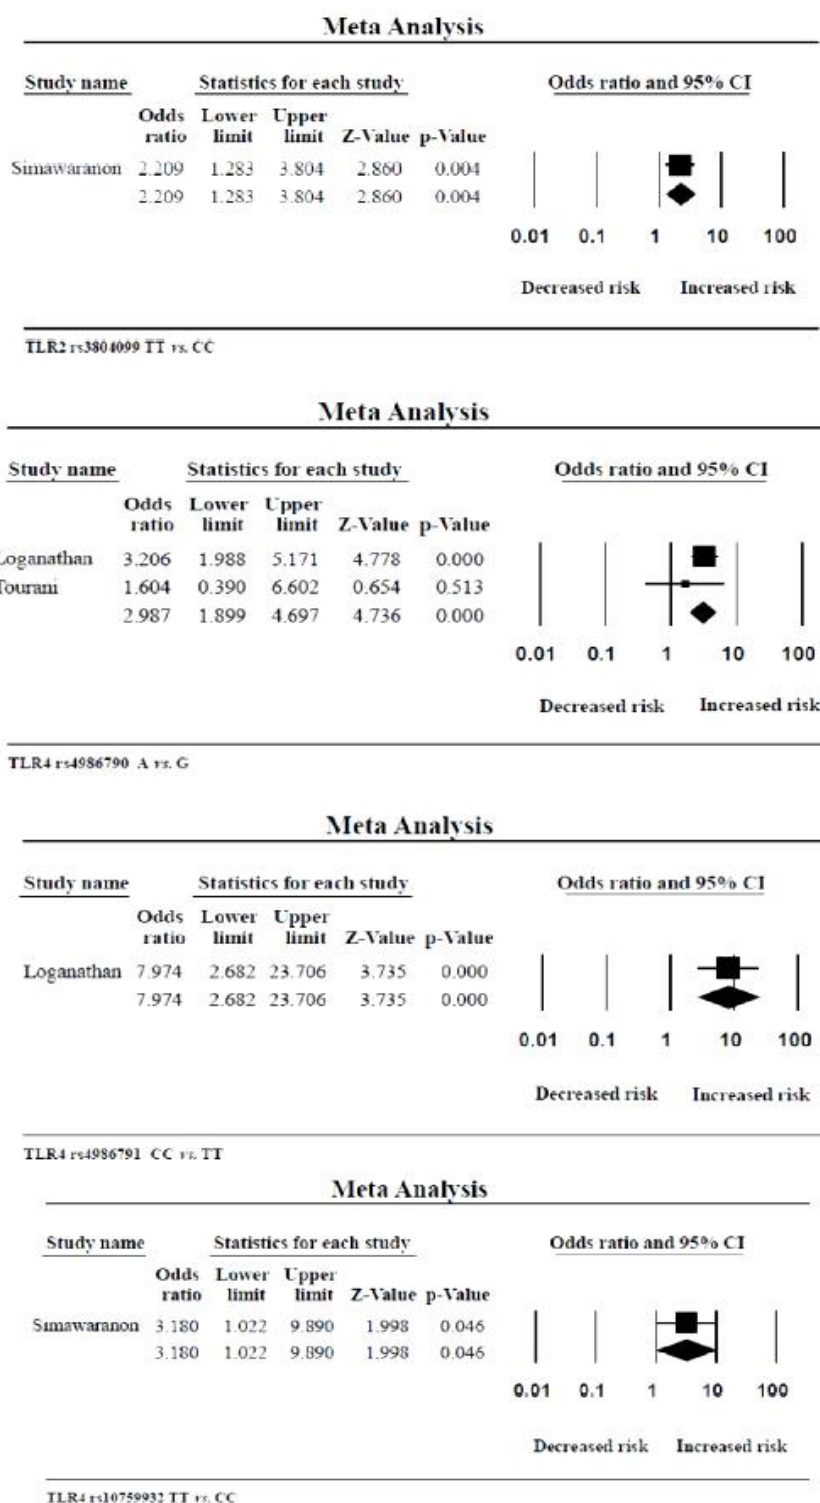 Meta Analysis
Study name Statistics for each study Odds ratio and 95% CI
Odds Lower Upper
ratio limit limit Z-Value p-Value
Simawaranon 2.209 1.283 3.804 2.860 0.004
2.209 1.283 3.804 2.860 0.004
0.01 0.1 1 10 100
Decreased risk Increased risk
TLR2 rs3804099 TT vs. CC
Meta Analysis
Study name Statistics for each study Odds ratio and 95% CI
Odds Lower Upper
ratio limit limit Z-Value p-Value
Loganathan 3.206 1.988 5.171 4.778 0.000
Tourani 1.604 0.390 6.602 0.654 0.513
2.987 1.899 4.697 4.736 0.000
0.01 0.1 1 10 100
Decreased risk Increased risk
TLR4 rs4986790 A vs. G
Meta Analysis
Study name Statistics for each study Odds ratio and 95% CI
Odds Lower Upper
ratio limit limit Z-Value p-Value
Loganathan 7.974 2.682 23.706 3.735 0.000
7.974 2.682 23.706 3.735 0.000
0.01 0.1 1 10 100
Decreased risk Increased risk
TLR4 rs4986791 CC vs. TT
Meta Analysis
Study name Statistics for each study Odds ratio and 95% CI
Odds Lower Upper
ratio limit limit Z-Value p-Value
Simawaranon 3.180 1.022 9.890 1.998 0.046
3.180 1.022 9.890 1.998 0.046
0.01 0.1 1 10 100
Decreased risk Increased risk
TLR4 rs10759932 TT vs. CC